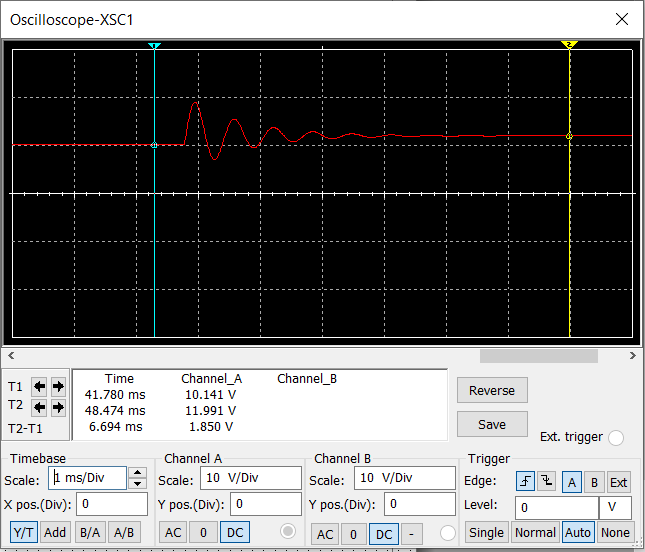 Oscilloscope-XSC1
1 2
T1
T2
T2-T1
Time Channel_A Channel_B
41.780 ms 10.141 V
48.474 ms 11.991 V
6.694 ms 1.850 V
Reverse
Save
Ext. trigger
Timebase
Scale: 1 ms/Div
X pos.(Div): 0
Y/T Add B/A A/B
Channel A
Scale: 10 V/Div
Y pos.(Div): 0
AC 0 DC
Channel B
Scale: 10 V/Div
Y pos.(Div): 0
AC 0 DC -
Trigger
Edge: A B Ext
Level: 0 V
Single Normal Auto None